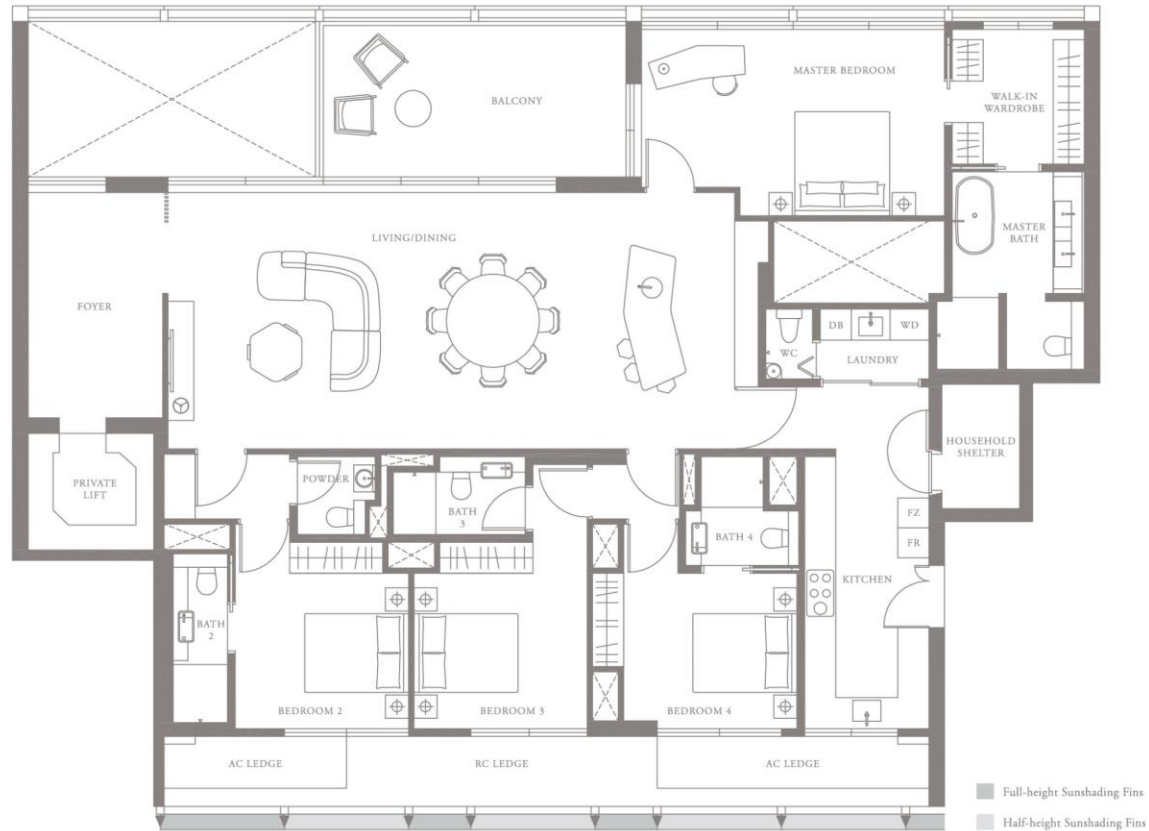 MASTER BEDROOM
BALCONY
WALK-IN
WARDROBE
LIVING/DINING
MASTER
BATH
FOYER
DB
WD
WC
LAUNDRY
HOUSEHOLD
SHELTER
POWDER
PRIVATE
LIFT
BATH
3
BATH 4
FZ
FR
KITCHEN
BATH
2
BEDROOM 2
BEDROOM 3
BEDROOM 4
AC LEDGE
RC LEDGE
AC LEDGE
Full-height Sunshading Fins
Half-height Sunshading Fins